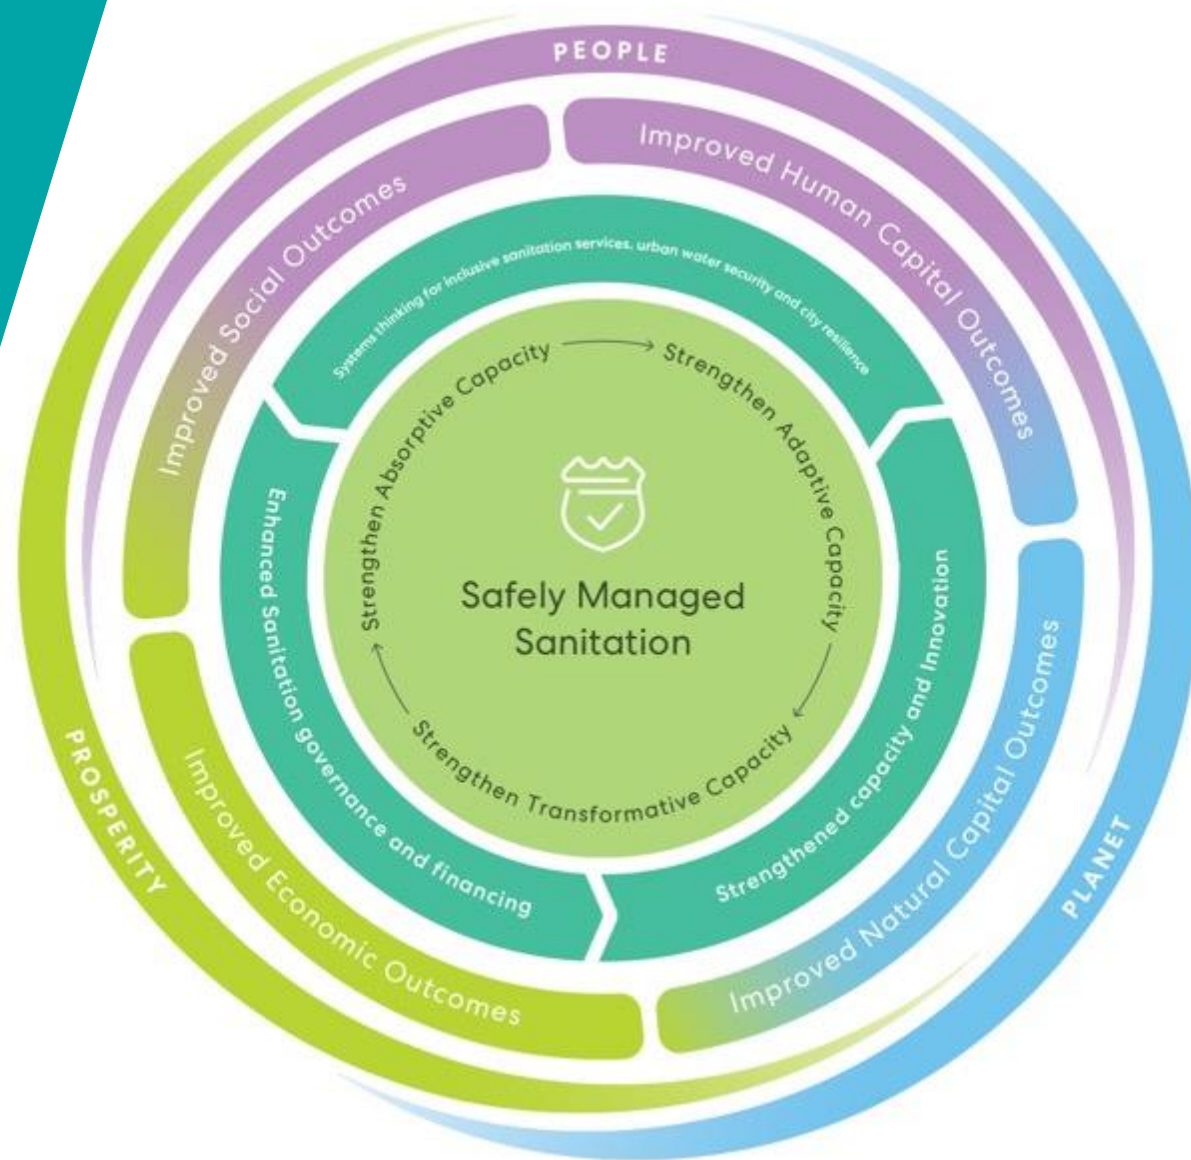 PEOPLE
Improved Social Outcomes
Improved Human Capital Outcomes
Systems thinking for inclusive sanitation services, urban water security and city resilience
Strengthen Absorptive Capacity
Strengthen Adaptive Capacity
Safely Managed
Sanitation
Strengthen Transformative Capacity
Enhanced Sanitation governance and financing
Strengthened capacity and Innovation
Improved Economic Outcomes
Improved Natural Capital Outcomes
PROSPERITY
PLANET